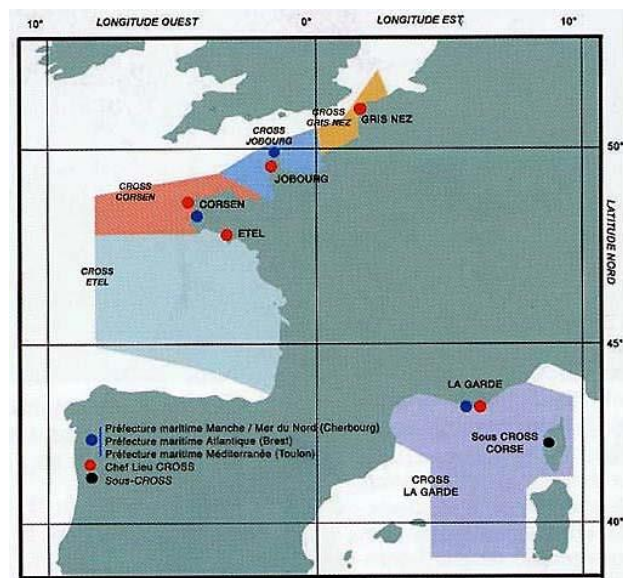 10° LONGITUDE OUEST 0° LONGITUDE EST 10°
CROSS
GRIS NEZ
GRIS NEZ
CROSS
JOBOURG
50°
JOBOURG
CROSS
CORSEN
CORSEN
ETEL
CROSS
ETEL
LATITUDE NORD
45°
LA GARDE
Préfecture maritime Manche / Mer du Nord (Cherbourg)
Préfecture maritime Atlantique (Brest)
Préfecture maritime Méditerranée (Toulon)
Chef Lieu CROSS
Sous-CROSS
Sous CROSS
CORSE
CROSS
LA GARDE
40°